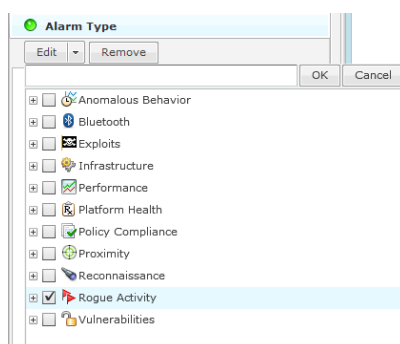 Alarm Type
Edit Remove
OK Cancel
Anomalous Behavior
Bluetooth
Exploits
Infrastructure
Performance
Platform Health
Policy Compliance
Proximity
Reconnaissance
Rogue Activity
Vulnerabilities